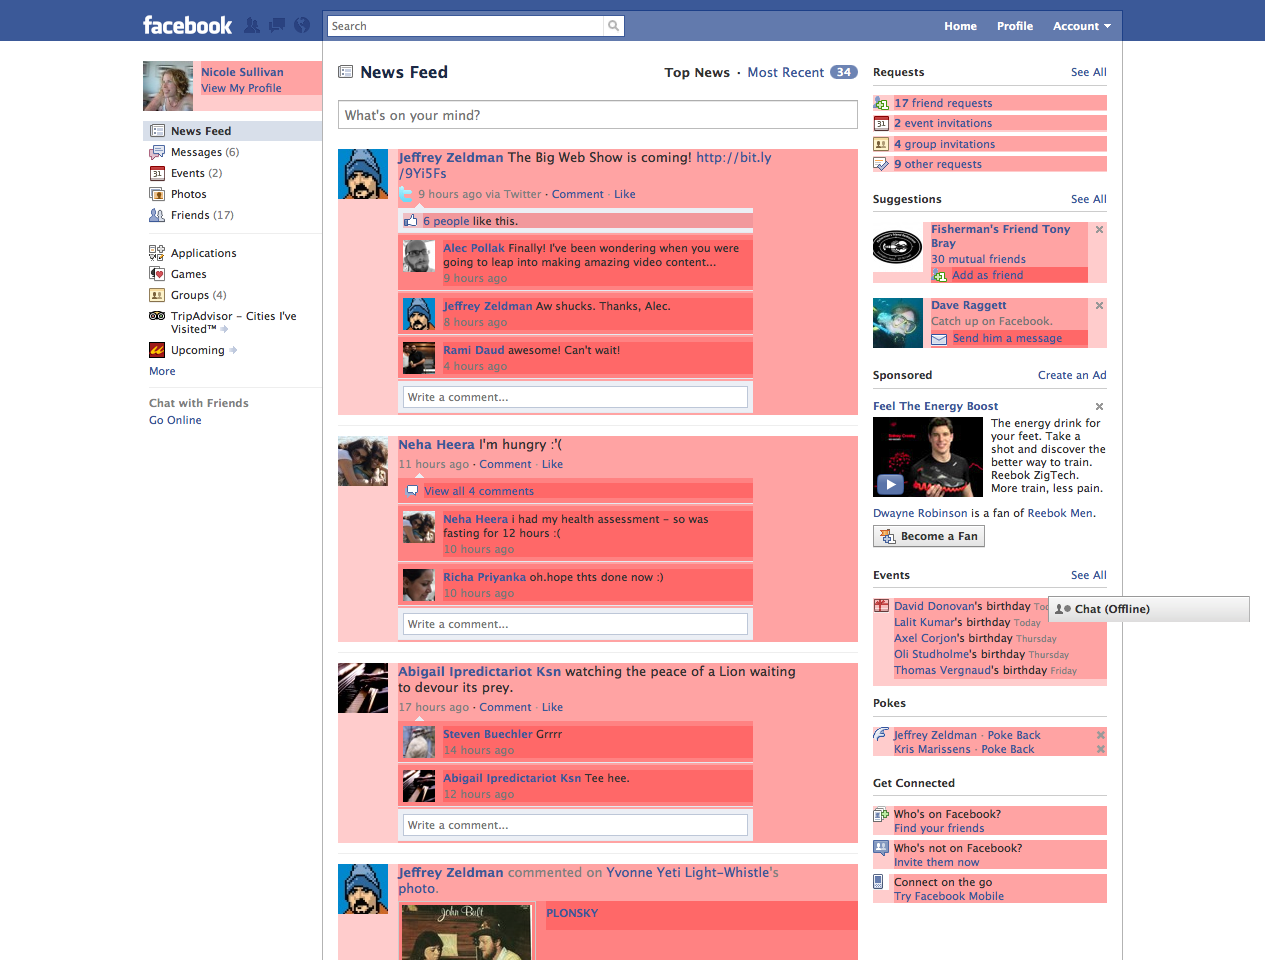 facebook
Search
Home
Profile
Account
Nicole Sullivan
View My Profile
News Feed
Messages (6)
Events (2)
Photos
Friends (17)
Applications
Games
Groups (4)
TripAdvisor – Cities I've
Visited™
Upcoming
More
Chat with Friends
Go Online
News Feed
Top News · Most Recent 34
What's on your mind?
Jeffrey Zeldman The Big Web Show is coming! http://bit.ly
/9Yi5Fs
9 hours ago via Twitter · Comment · Like
6 people like this.
Alec Pollak Finally! I've been wondering when you were
going to leap into making amazing video content...
9 hours ago
Jeffrey Zeldman Aw shucks. Thanks, Alec.
8 hours ago
Rami Daud awesome! Can't wait!
4 hours ago
Write a comment...
Neha Heera I'm hungry :'(
11 hours ago · Comment · Like
View all 4 comments
Neha Heera i had my health assessment – so was
fasting for 12 hours :(
10 hours ago
Richa Priyanka oh.hope thts done now :)
10 hours ago
Write a comment...
Abigail Ipredictariot Ksn watching the peace of a Lion waiting
to devour its prey.
17 hours ago · Comment · Like
Steven Buechler Grrrr
14 hours ago
Abigail Ipredictariot Ksn Tee hee.
12 hours ago
Write a comment...
Jeffrey Zeldman commented on Yvonne Yeti Light-Whistle's
photo.
John Bull
PLONSKY
Requests
See All
17 friend requests
2 event invitations
4 group invitations
9 other requests
Suggestions
See All
Fisherman's Friend Tony
Bray
30 mutual friends
Add as friend
Dave Raggett
Catch up on Facebook.
Send him a message
Sponsored
Create an Ad
Feel The Energy Boost
The energy drink for
your feet. Take a
shot and discover the
better way to train.
Reebok ZigTech.
More train, less pain.
Dwayne Robinson is a fan of Reebok Men.
Become a Fan
Events
See All
David Donovan's birthday
Chat (Offline)
Lalit Kumar's birthday Today
Axel Corjon's birthday Thursday
Oli Studholme's birthday Thursday
Thomas Vergnaud's birthday Friday
Pokes
Jeffrey Zeldman · Poke Back
Kris Marissens · Poke Back
Get Connected
Who's on Facebook?
Find your friends
Who's not on Facebook?
Invite them now
Connect on the go
Try Facebook Mobile